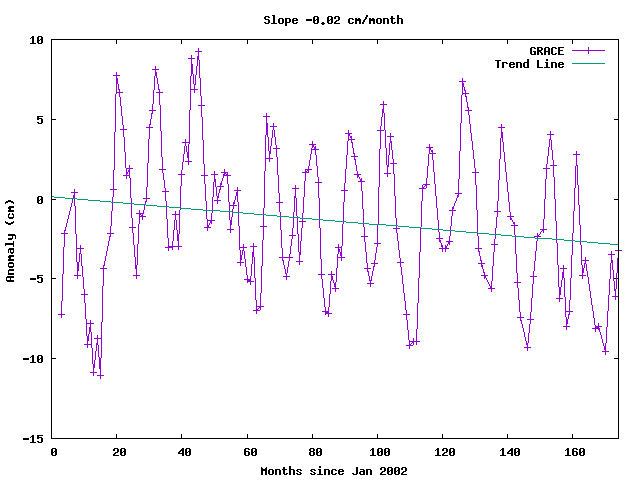 Slope -0.02 cm/month
GRACE
Trend Line
10
5
0
-5
-10
-15
Anomaly (cm)
0 20 40 60 80 100 120 140 160
Months since Jan 2002